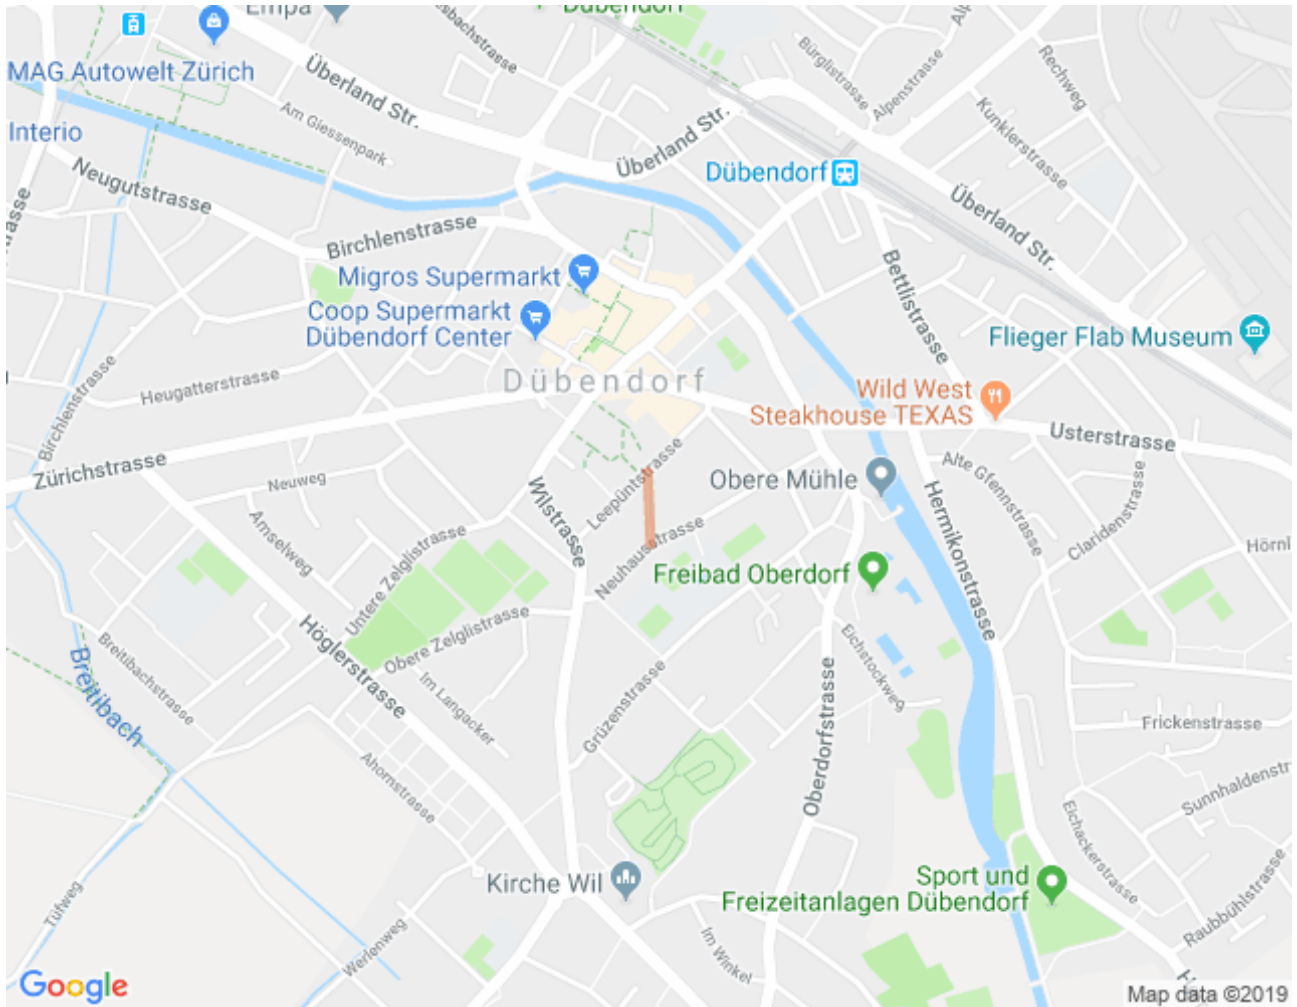 Empa
Dübendorf
MAG Autowelt Zürich
Überland Str.
Am Giessenpark
Bürglistrasse
Alpenstrasse
Rechweg
Kunklerstrasse
Interio
Überland Str.
Dübendorf
Neugutstrasse
Überland Str.
Birchlenstrasse
Bettlistrasse
Migros Supermarkt
Coop Supermarkt
Dübendorf Center
Flieger Flab Museum
Heugatterstrasse
Dübendorf
Wild West
Steakhouse TEXAS
Birchlenstrasse
Usterstrasse
Zürichstrasse
Neuweg
Leepüntstrasse
Obere Mühle
Alte Gfennstrasse
Claridenstrasse
Wilstrasse
Amselweg
Hermikonstrasse
Hörnl
Untere Zelglistrasse
Neuhausstrasse
Freibad Oberdorf
Höglerstrasse
Obere Zelglistrasse
Eichstockweg
Breitibachstrasse
Breitibach
Im Langacker
Grüzenstrasse
Oberdorfstrasse
Frickenstrasse
Ahornstrasse
Sunnhaldenstr
Eichackerstrasse
Kirche Wil
Sport und
Freizeitanlagen Dübendorf
Tüfweg
Raubbühlstrasse
Werlenweg
Im Winkel
Google
Map data ©2019